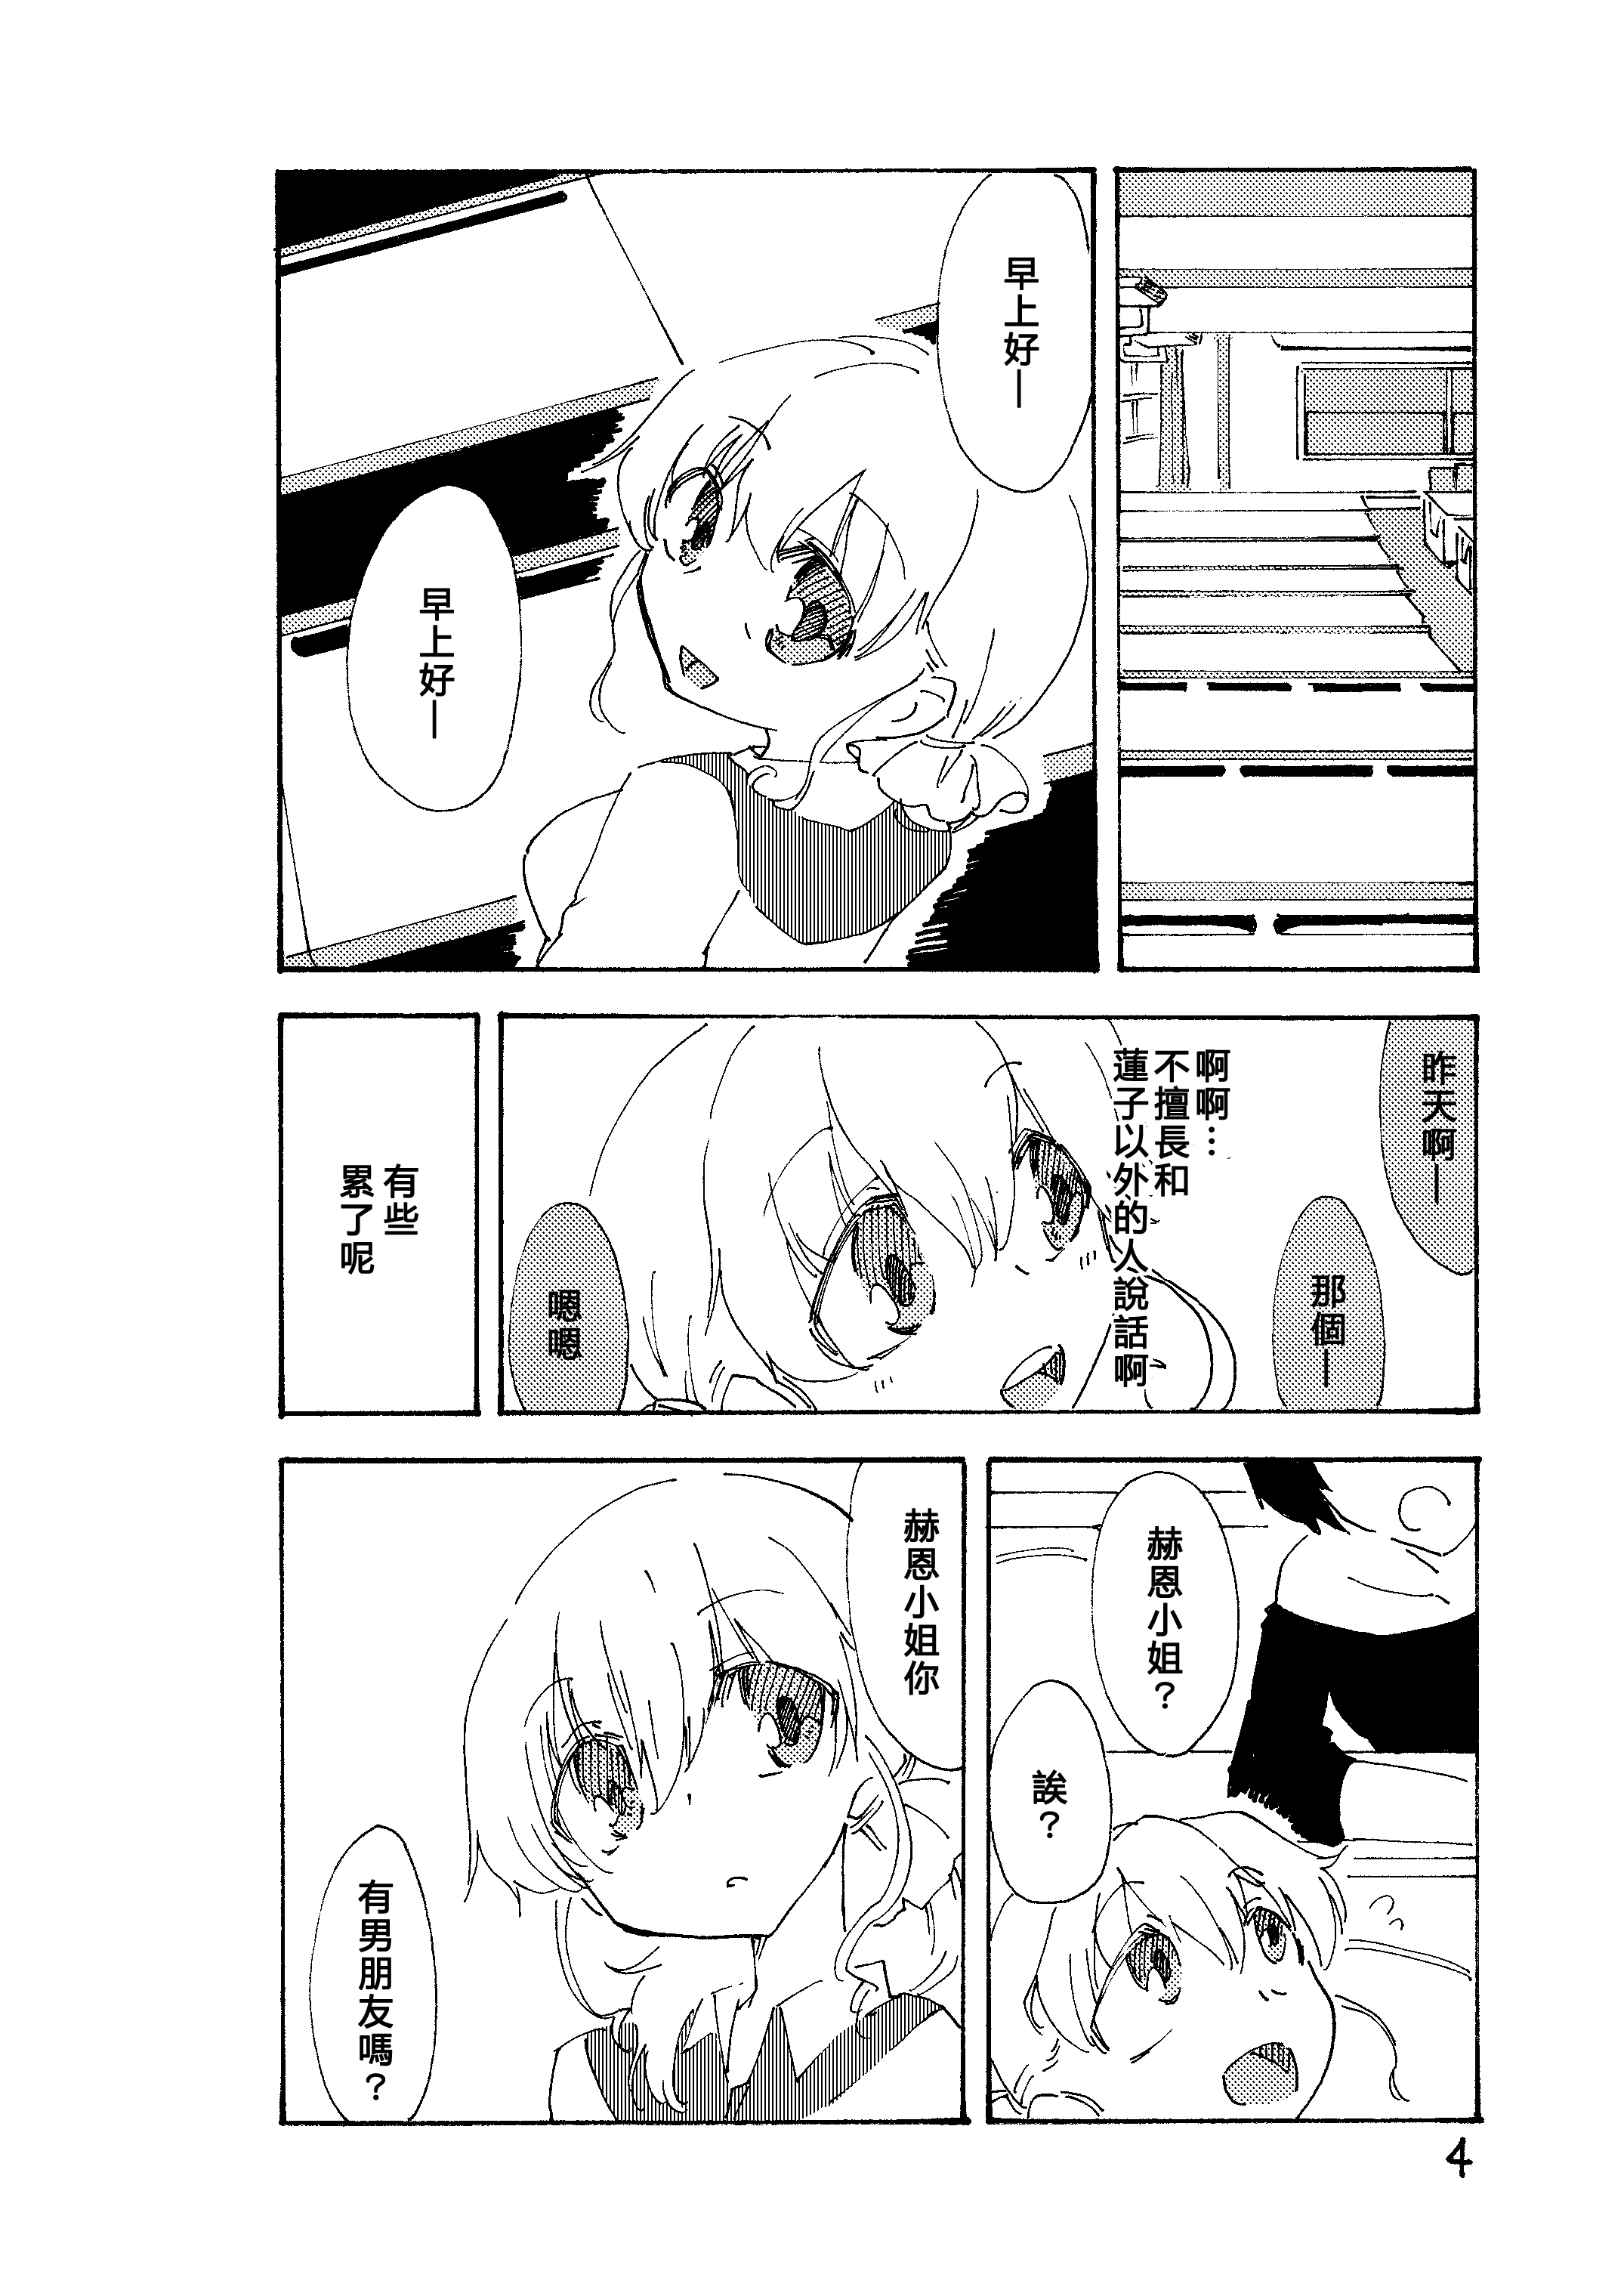 早上好—
早上好—
昨天啊—
那個—
啊啊…
不擅長和
蓮子以外的人說話啊
嗯嗯
有些
累了呢
赫恩小姐？
誒？
赫恩小姐你
有男朋友嗎？
4